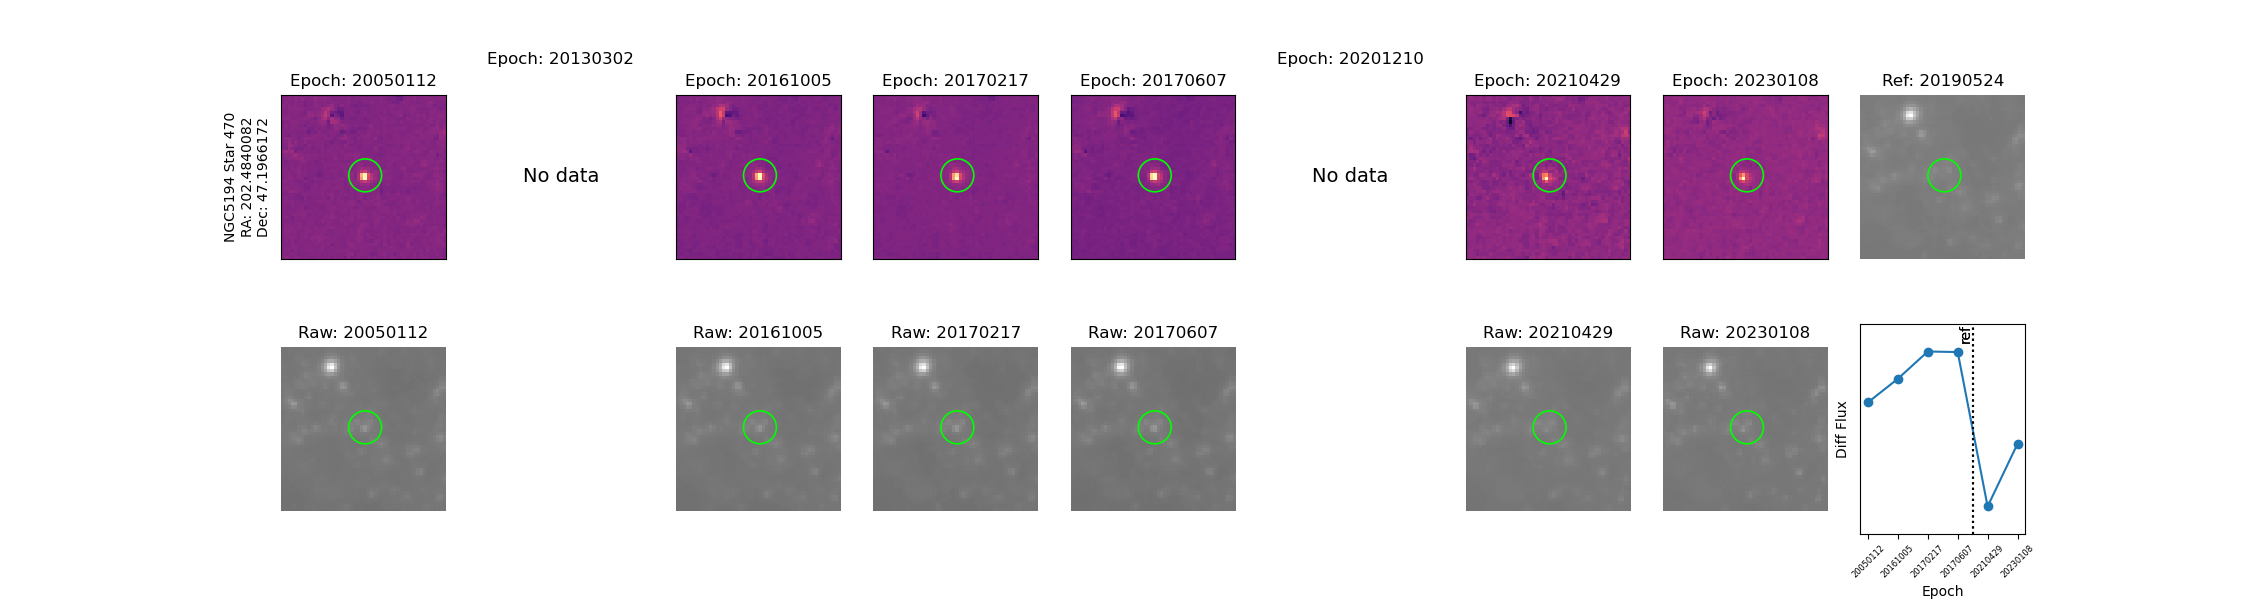 Epoch: 20130302
Epoch: 20201210
Epoch: 20050112
Epoch: 20161005
Epoch: 20170217
Epoch: 20170607
Epoch: 20210429
Epoch: 20230108
Ref: 20190524
NGC5194 Star 470
RA: 202.4840082
Dec: 47.1966172
No data
No data
Raw: 20050112
Raw: 20161005
Raw: 20170217
Raw: 20170607
Raw: 20210429
Raw: 20230108
ref
Diff Flux
20050112
20161005
20170217
20170607
20210429
20230108
Epoch